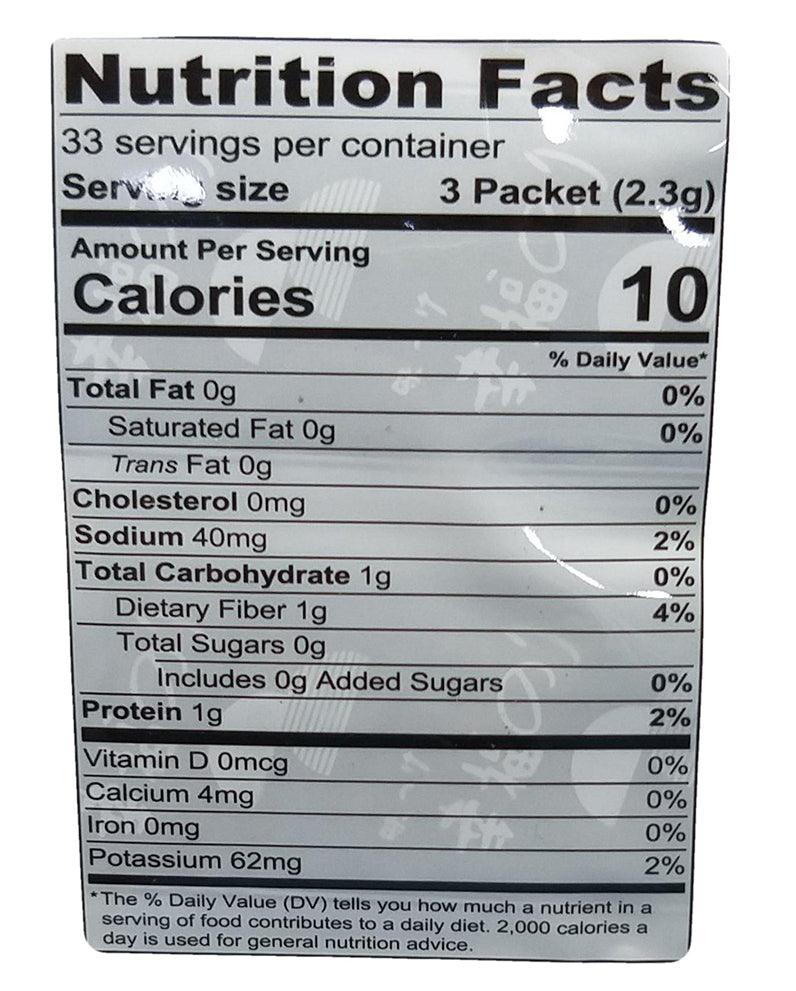 Nutrition Facts
33 servings per container
size 3 Packet (2.3g)
Amount Per Serving
Calories 10
% Daily Value*
Total Fat 0g 0%
Saturated Fat 0g 0%
Trans Fat 0g
Cholesterol 0mg 0%
Sodium 40mg 2%
Total Carbohydrate 1g 0%
Dietary Fiber 1g 4%
Total Sugars 0g
Includes 0g Added Sugars 0%
Protein 1g 2%
Vitamin D 0mcg 0%
Calcium 4mg 0%
Iron 0mg 0%
Potassium 62mg 2%
*The % Daily Value (DV) tells you how much a nutrient in a
serving of food contributes to a daily diet. 2,000 calories a
day is used for general nutrition advice.